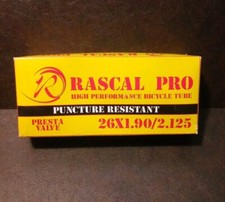 R
RASCAL PRO
HIGH PERFORMANCE BICYCLE TUBE
PUNCTURE RESISTANT
PRESTA
VALVE
26X1.90/2.125